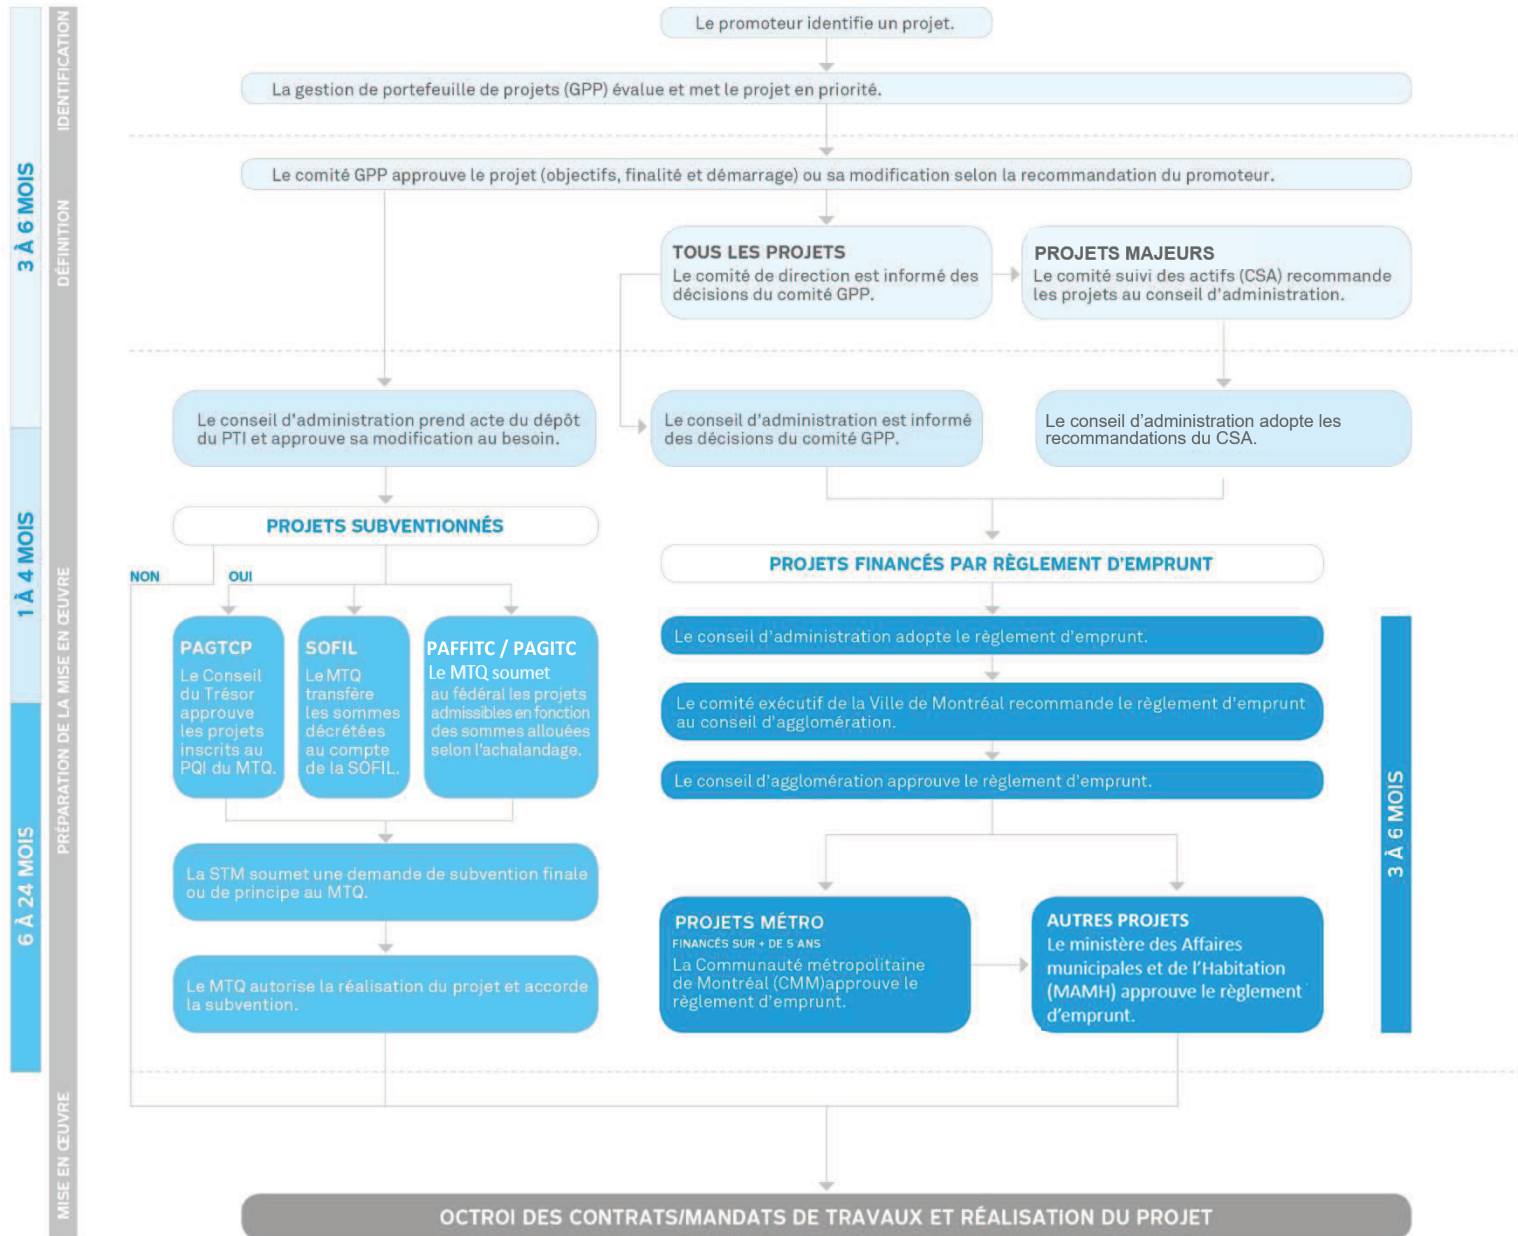 IDENTIFICATION
DÉFINITION
PRÉPARATION DE LA MISE EN ŒUVRE
MISE EN ŒUVRE
3 À 6 MOIS
1 À 4 MOIS
6 À 24 MOIS
Le promoteur identifie un projet.
La gestion de portefeuille de projets (GPP) évalue et met le projet en priorité.
Le comité GPP approuve le projet (objectifs, finalité et démarrage) ou sa modification selon la recommandation du promoteur.
TOUS LES PROJETS
Le comité de direction est informé des
décisions du comité GPP.
PROJETS MAJEURS
Le comité suivi des actifs (CSA) recommande
les projets au conseil d'administration.
Le conseil d'administration prend acte du dépôt
du PTI et approuve sa modification au besoin.
Le conseil d'administration est informé
des décisions du comité GPP.
Le conseil d'administration adopte les
recommandations du CSA.
PROJETS SUBVENTIONNÉS
NON
OUI
PAGTCP
Le Conseil
du Trésor
approuve
les projets
inscrits au
PQI du MTQ.
SOFIL
Le MTQ
transfère
les sommes
décrétées
au compte
de la SOFIL.
PAFFITC / PAGITC
Le MTQ soumet
au fédéral les projets
admissibles en fonction
des sommes allouées
selon l'achalandage.
La STM soumet une demande de subvention finale
ou de principe au MTQ.
Le MTQ autorise la réalisation du projet et accorde
la subvention.
PROJETS FINANCÉS PAR RÈGLEMENT D'EMPRUNT
Le conseil d'administration adopte le règlement d'emprunt.
Le comité exécutif de la Ville de Montréal recommande le règlement d'emprunt
au conseil d'agglomération.
Le conseil d'agglomération approuve le règlement d'emprunt.
PROJETS MÉTRO
FINANCÉS SUR + DE 5 ANS
La Communauté métropolitaine
de Montréal (CMM)approuve le
règlement d'emprunt.
AUTRES PROJETS
Le ministère des Affaires
municipales et de l'Habitation
(MAMH) approuve le règlement
d'emprunt.
3 À 6 MOIS
OCTROI DES CONTRATS/MANDATS DE TRAVAUX ET RÉALISATION DU PROJET